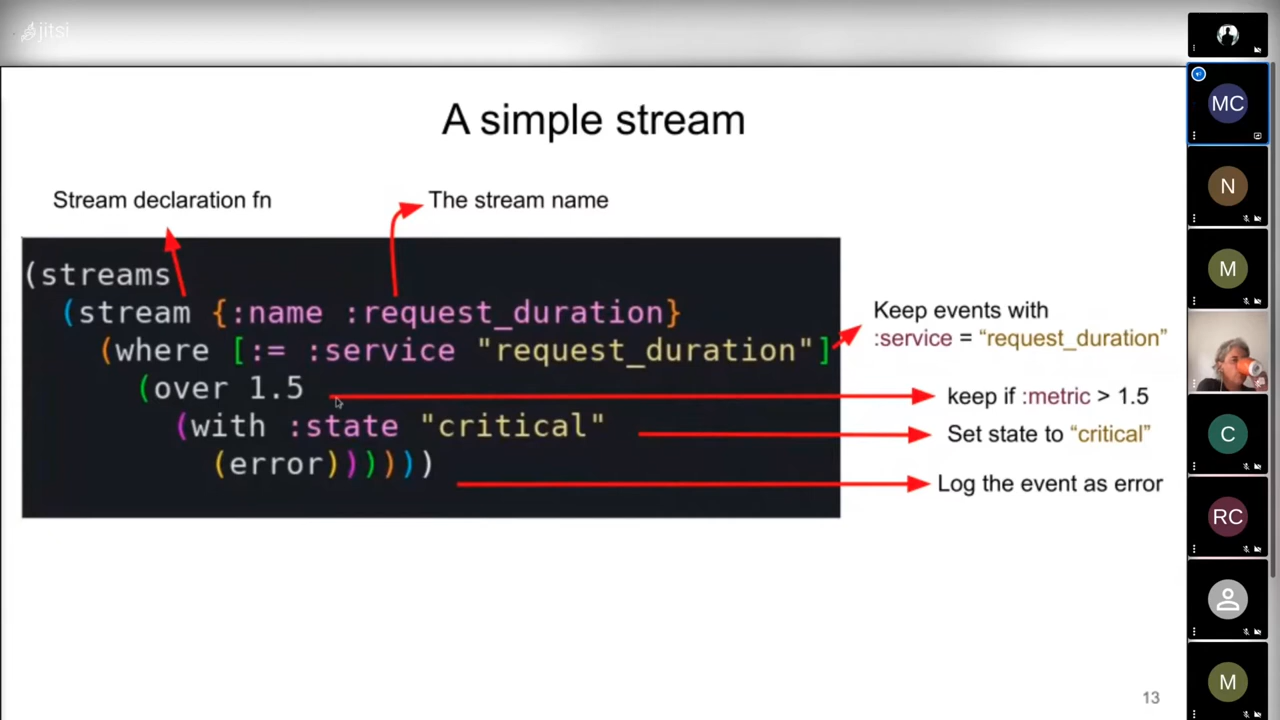 jitsi
A simple stream
Stream declaration fn
The stream name
(streams
(stream {:name :request_duration}
(where [:= :service "request_duration"]
(over 1.5
(with :state "critical"
(error))))))
Keep events with
:service = “request_duration”
keep if :metric > 1.5
Set state to “critical”
Log the event as error
13
MC
N
M
C
RC
M